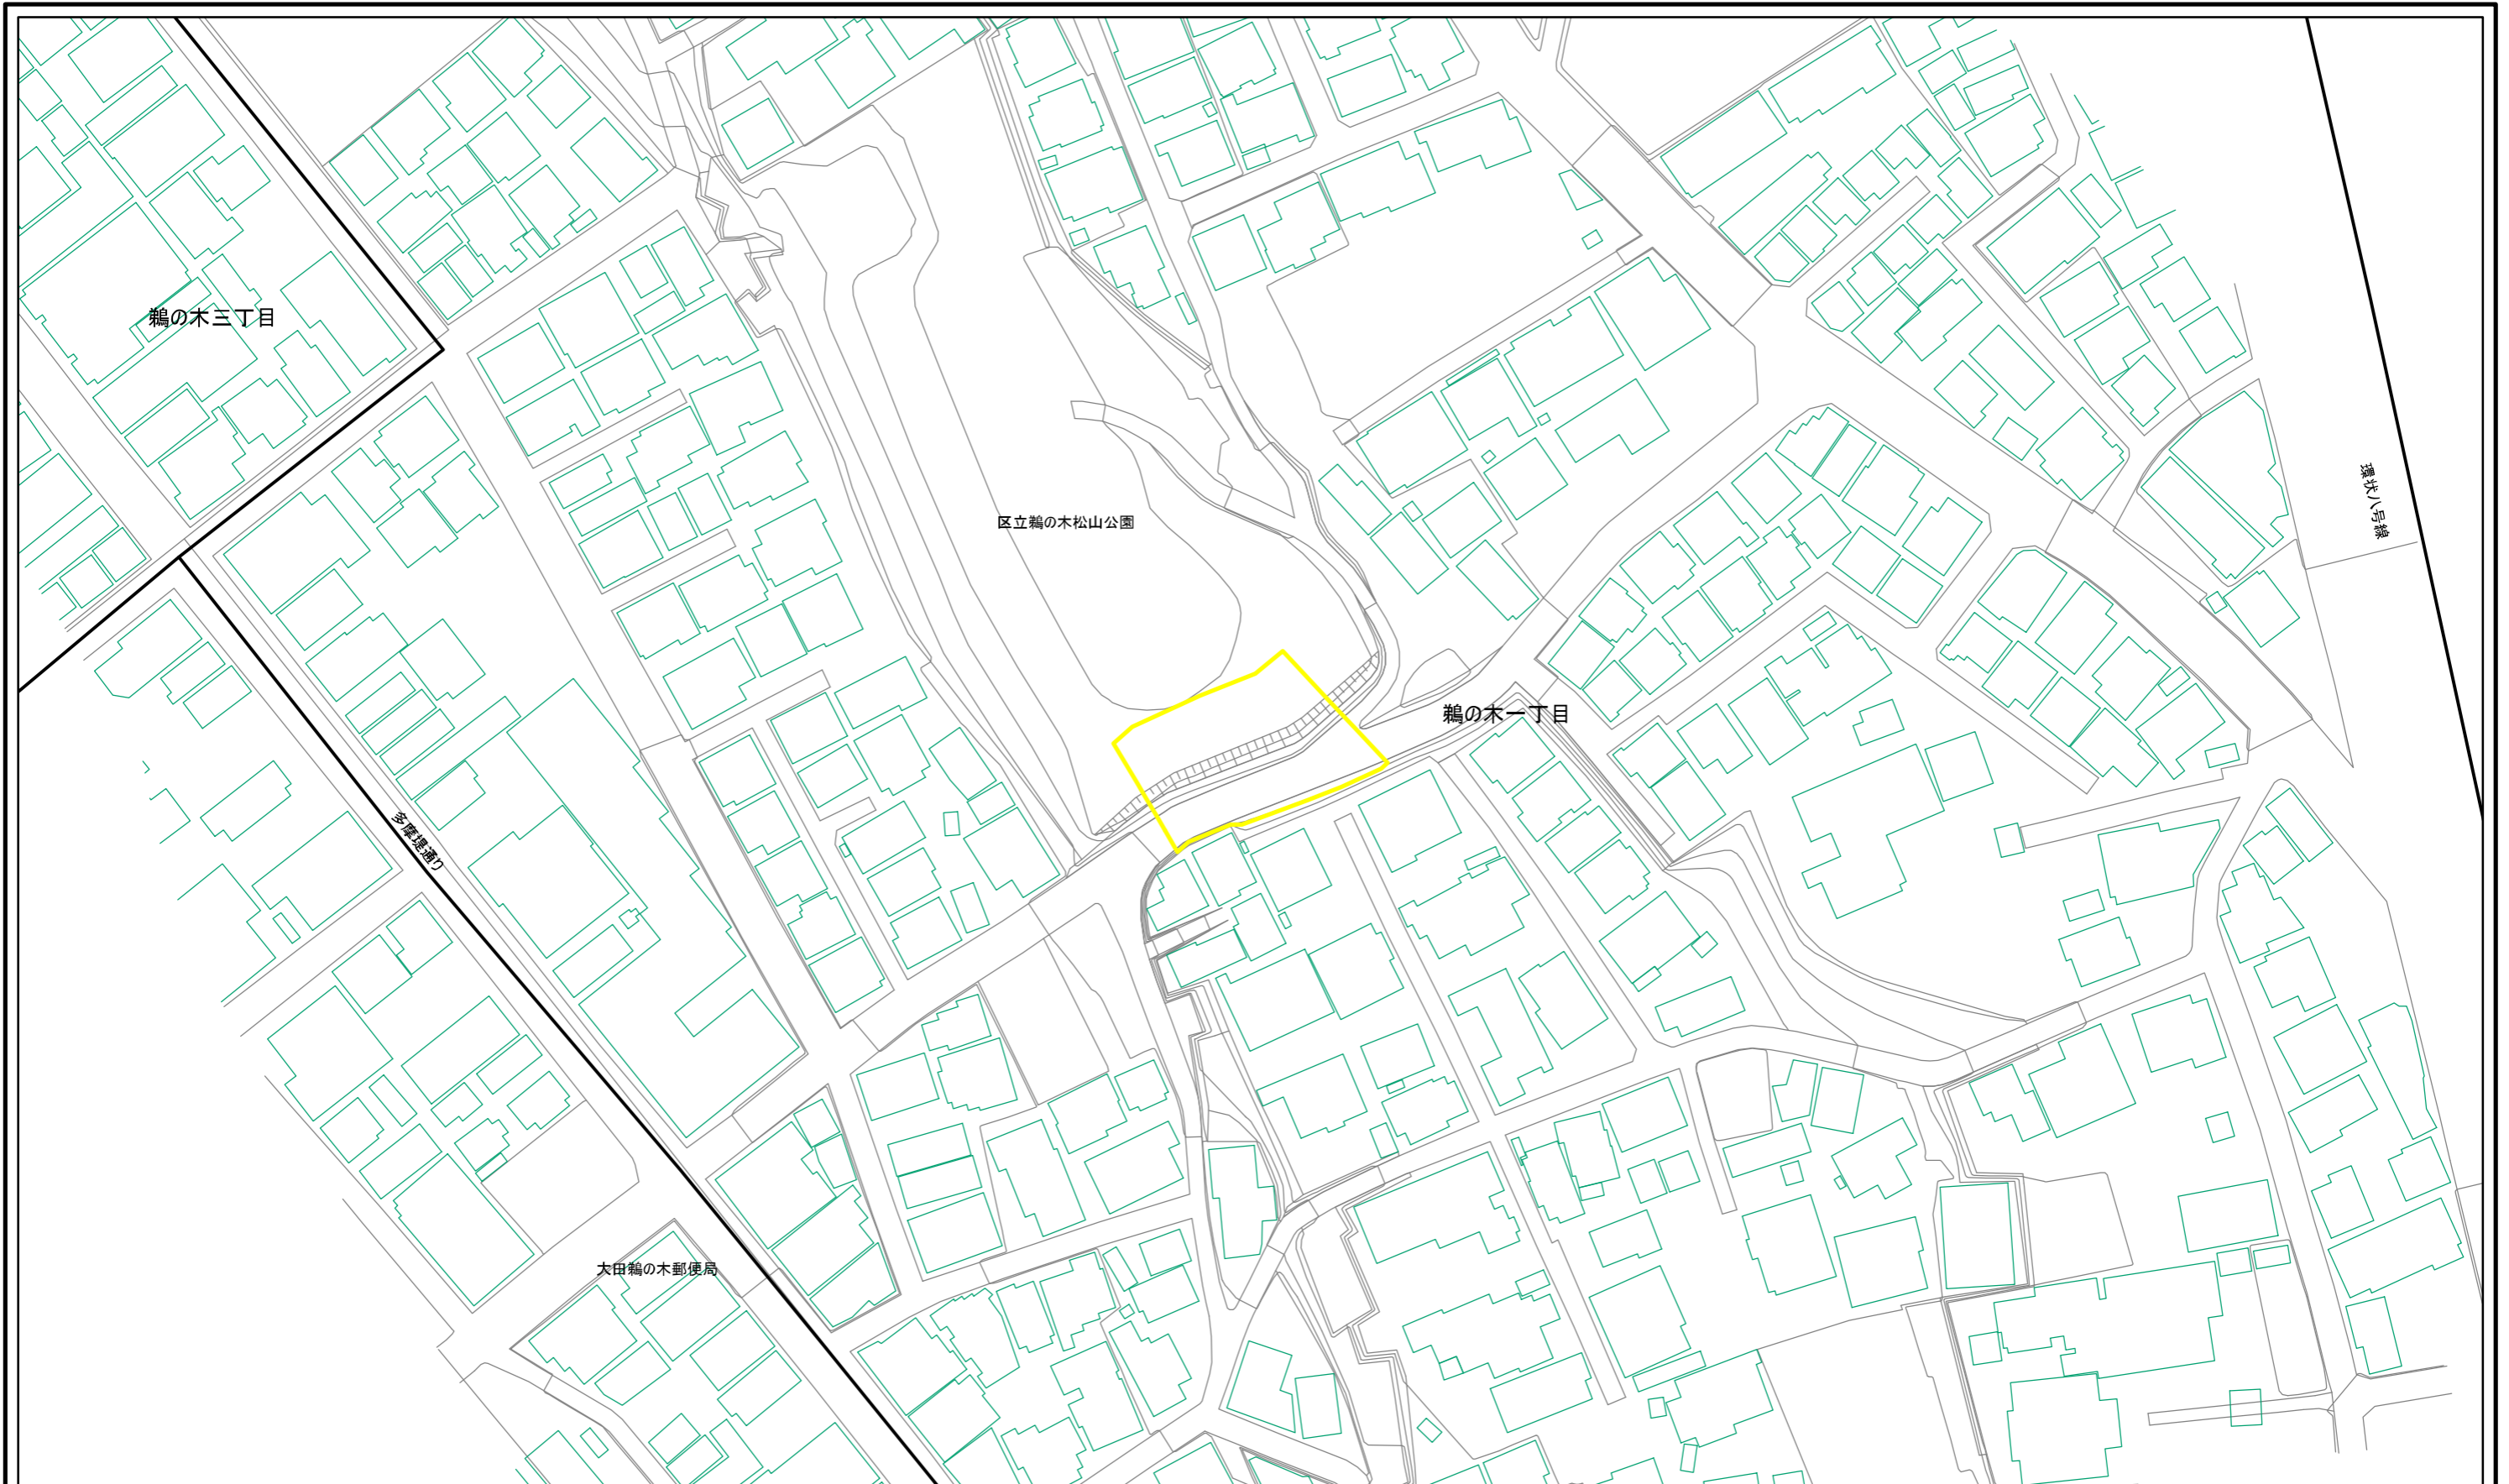 鵜の木三丁目
環状八号線
区立鵜の木松山公園
鵜の木一丁目
多摩堤通り
大田鵜の木郵便局